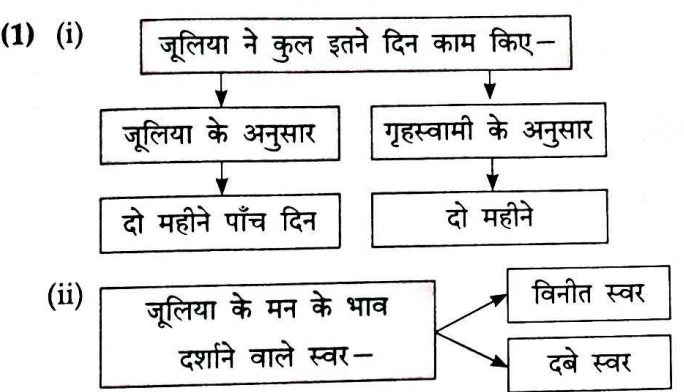 (1) (i) जूलिया ने कुल इतने दिन काम किए–
जूलिया के अनुसार
गृहस्वामी के अनुसार
दो महीने पाँच दिन
दो महीने
(ii) जूलिया के मन के भाव
दर्शाने वाले स्वर–
विनीत स्वर
दबे स्वर